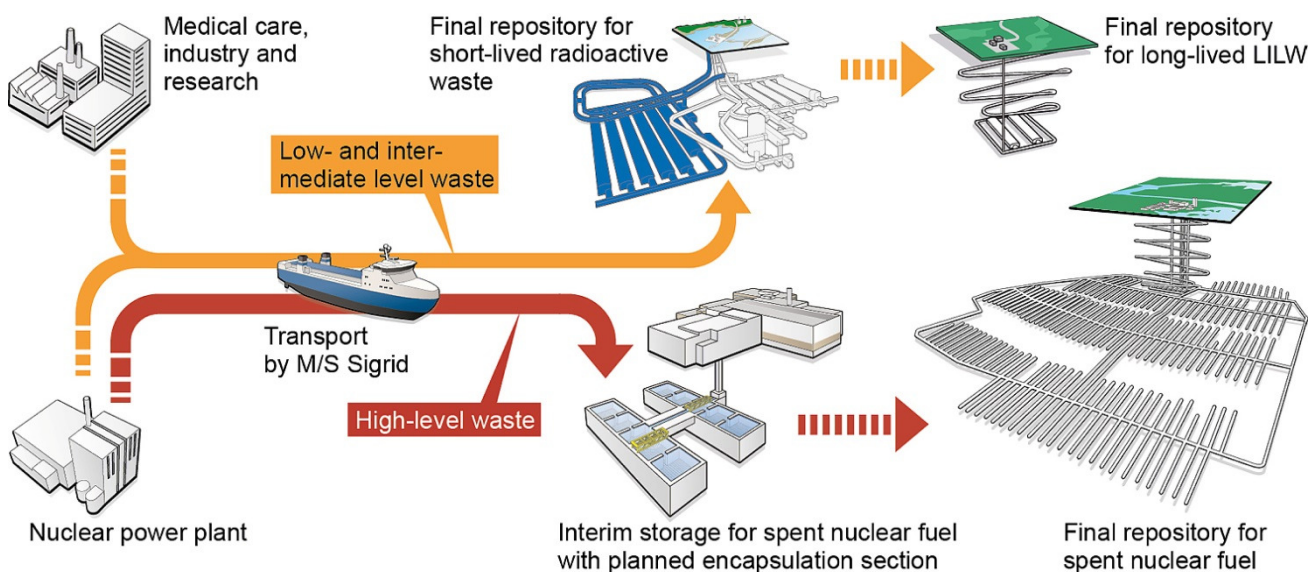 Medical care,
industry and
research
Final repository for
short-lived radioactive
waste
Final repository
for long-lived LILW
Low- and inter-
mediate level waste
Transport
by M/S Sigrid
High-level waste
Nuclear power plant
Interim storage for spent nuclear fuel
with planned encapsulation section
Final repository for
spent nuclear fuel